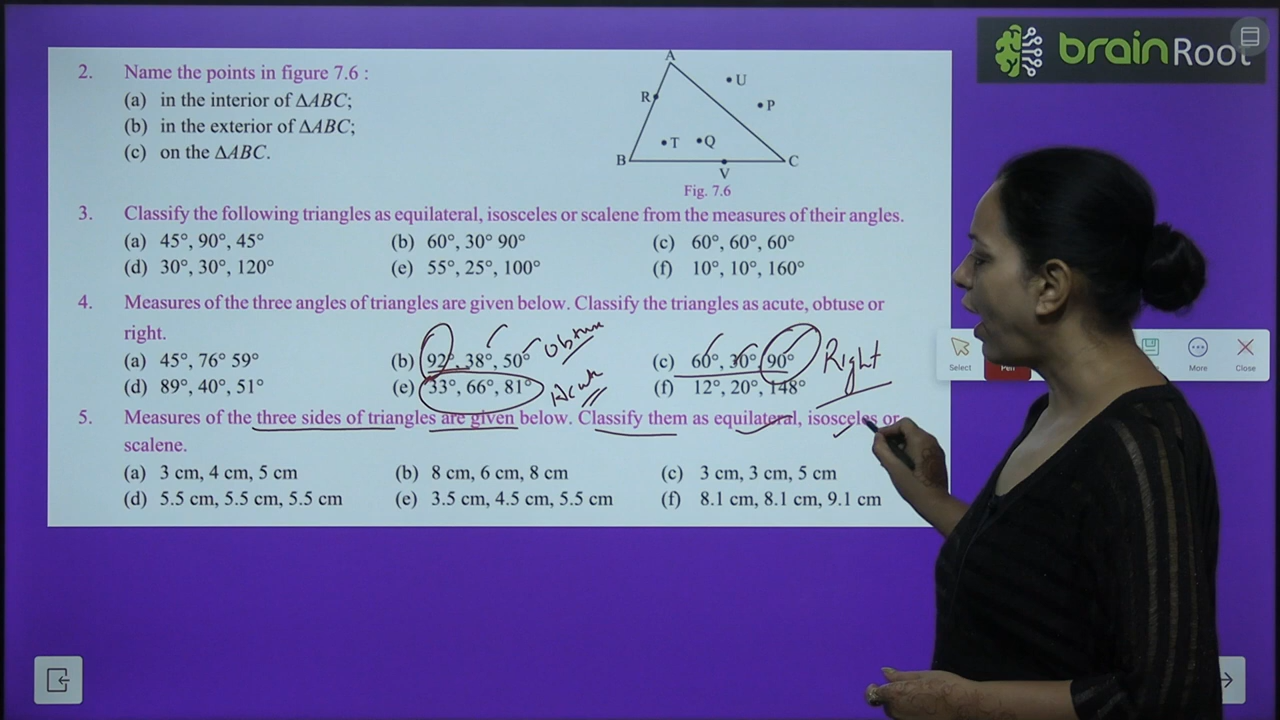 brainRoot
2. Name the points in figure 7.6 :
(a) in the interior of ΔABC;
(b) in the exterior of ΔABC;
(c) on the ΔABC.
A
U
R
P
T
Q
B
C
V
Fig. 7.6
3. Classify the following triangles as equilateral, isosceles or scalene from the measures of their angles.
(a) 45°, 90°, 45° (b) 60°, 30° 90° (c) 60°, 60°, 60°
(d) 30°, 30°, 120° (e) 55°, 25°, 100° (f) 10°, 10°, 160°
4. Measures of the three angles of triangles are given below. Classify the triangles as acute, obtuse or
right.
(a) 45°, 76° 59° (b) 92°, 38°, 50° Obtuse (c) 60°, 30°, 90° Right
(d) 89°, 40°, 51° (e) 33°, 66°, 81° Acute (f) 12°, 20°, 148°
5. Measures of the three sides of triangles are given below. Classify them as equilateral, isosceles or
scalene.
(a) 3 cm, 4 cm, 5 cm (b) 8 cm, 6 cm, 8 cm (c) 3 cm, 3 cm, 5 cm
(d) 5.5 cm, 5.5 cm, 5.5 cm (e) 3.5 cm, 4.5 cm, 5.5 cm (f) 8.1 cm, 8.1 cm, 9.1 cm
Select Pen More Close